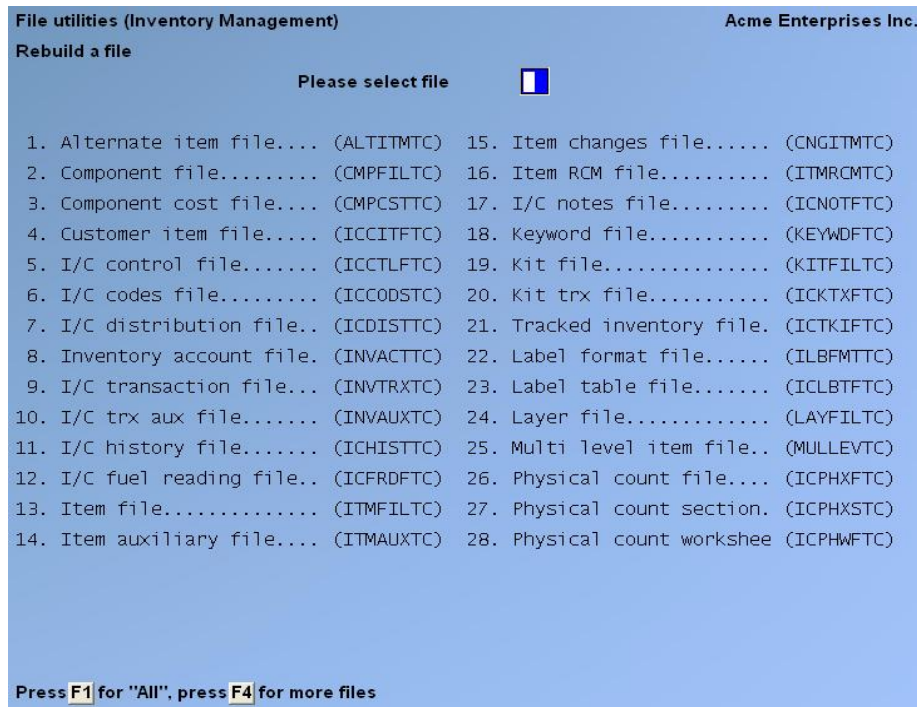 File utilities (Inventory Management) Acme Enterprises Inc.
Rebuild a file
Please select file
1. Alternate item file.... (ALTITMTC) 15. Item changes file...... (CNGITMTC)
2. Component file......... (CMPFILTC) 16. Item RCM file.......... (ITMRCMTC)
3. Component cost file.... (CMPCSTTC) 17. I/C notes file......... (ICNOTFTC)
4. Customer item file..... (ICCITFTC) 18. Keyword file........... (KEYWDFTC)
5. I/C control file....... (ICCTLFTC) 19. Kit file............... (KITFILTC)
6. I/C codes file......... (ICCODSTC) 20. Kit trx file........... (ICKTXFTC)
7. I/C distribution file.. (ICDISTTC) 21. Tracked inventory file. (ICTKIFTC)
8. Inventory account file. (INVACTTC) 22. Label format file...... (ILBFMTTC)
9. I/C transaction file... (INVTRXTC) 23. Label table file....... (ICLBTFTC)
10. I/C trx aux file....... (INVAUXTC) 24. Layer file............. (LAYFILTC)
11. I/C history file....... (ICHISTTC) 25. Multi level item file.. (MULLEVTC)
12. I/C fuel reading file.. (ICFRDFTC) 26. Physical count file.... (ICPHXFTC)
13. Item file.............. (ITMFILTC) 27. Physical count section. (ICPHXSTC)
14. Item auxiliary file.... (ITMAUXTC) 28. Physical count workshee (ICPHWFTC)
Press F1 for "All", press F4 for more files